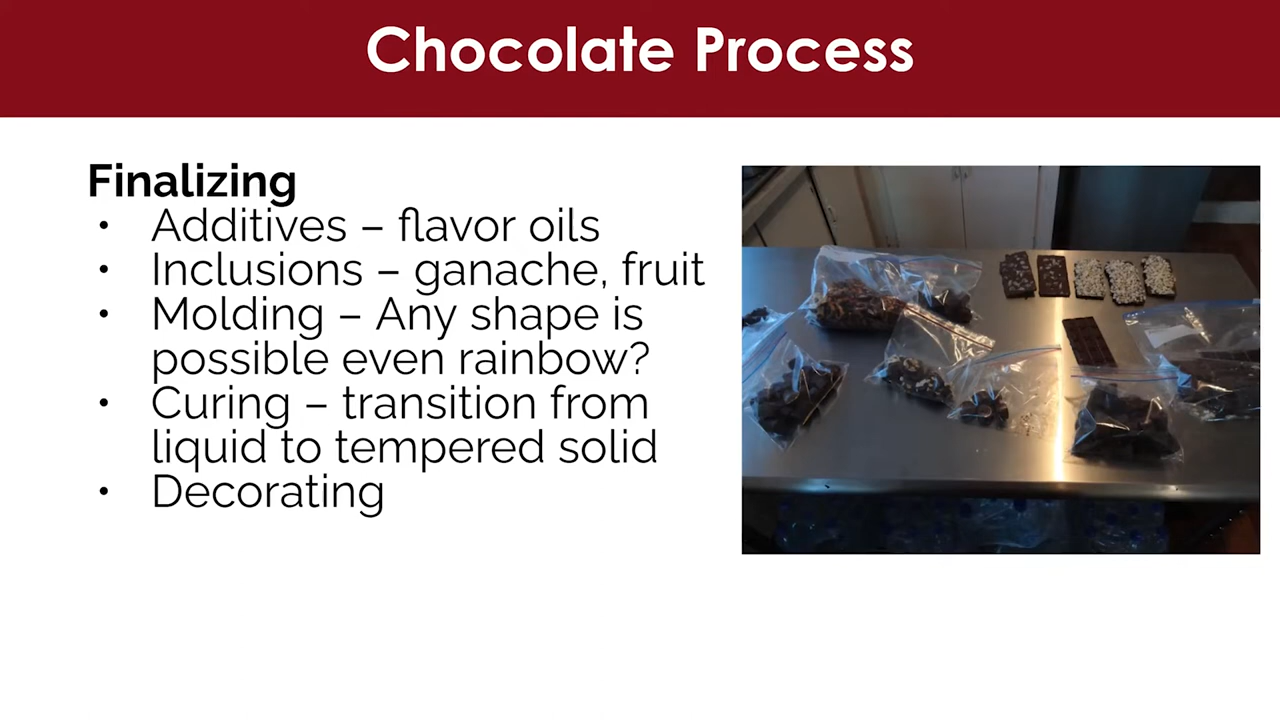 Chocolate Process
Finalizing
• Additives – flavor oils
• Inclusions – ganache, fruit
• Molding – Any shape is
possible even rainbow?
• Curing – transition from
liquid to tempered solid
• Decorating